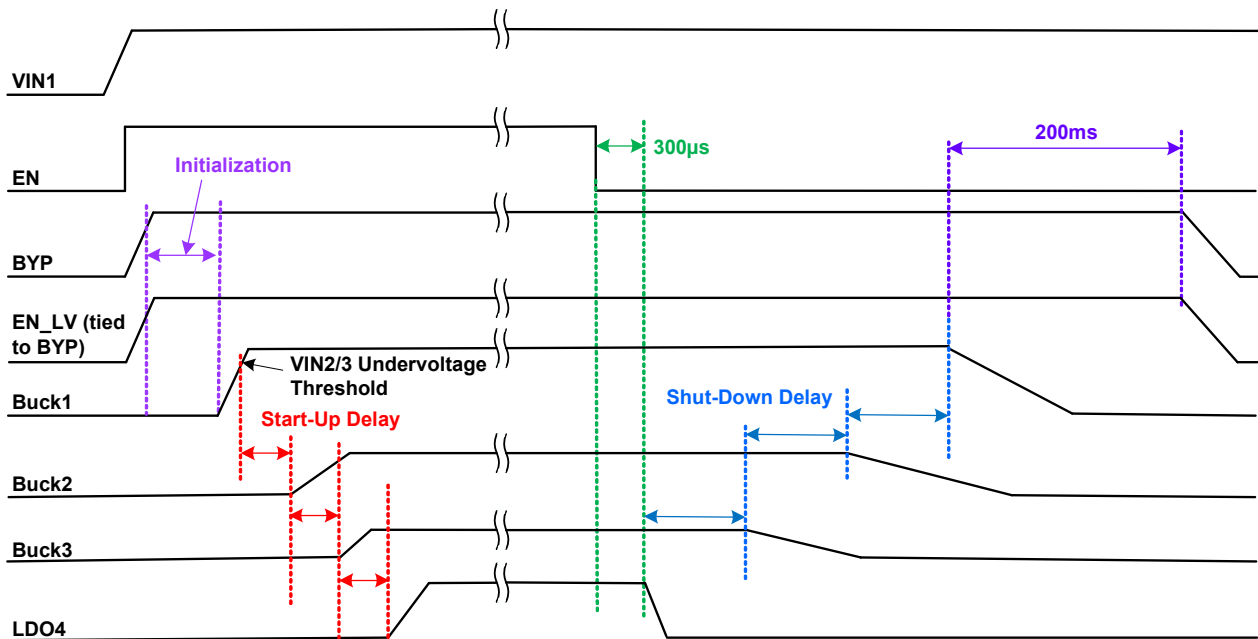 VIN1
EN
Initialization
300µs
200ms
BYP
EN_LV (tied
to BYP)
VIN2/3 Undervoltage
Threshold
Buck1
Start-Up Delay
Shut-Down Delay
Buck2
Buck3
LDO4